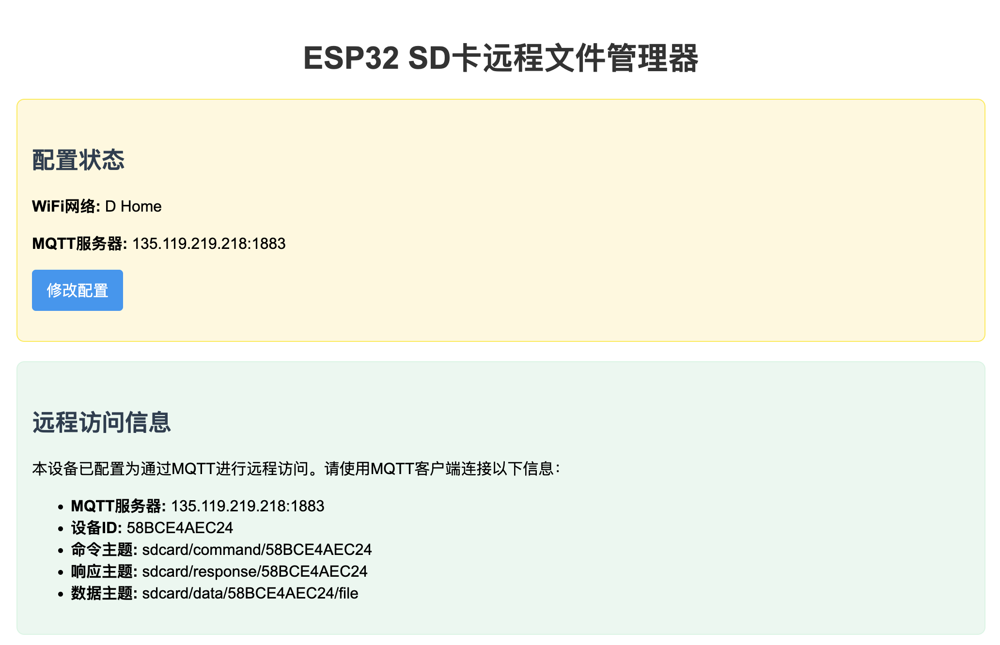 ESP32 SD卡远程文件管理器
配置状态
WiFi网络: D Home
MQTT服务器: 135.119.219.218:1883
修改配置
远程访问信息
本设备已配置为通过MQTT进行远程访问。请使用MQTT客户端连接以下信息：
• MQTT服务器: 135.119.219.218:1883
• 设备ID: 58BCE4AEC24
• 命令主题: sdcard/command/58BCE4AEC24
• 响应主题: sdcard/response/58BCE4AEC24
• 数据主题: sdcard/data/58BCE4AEC24/file